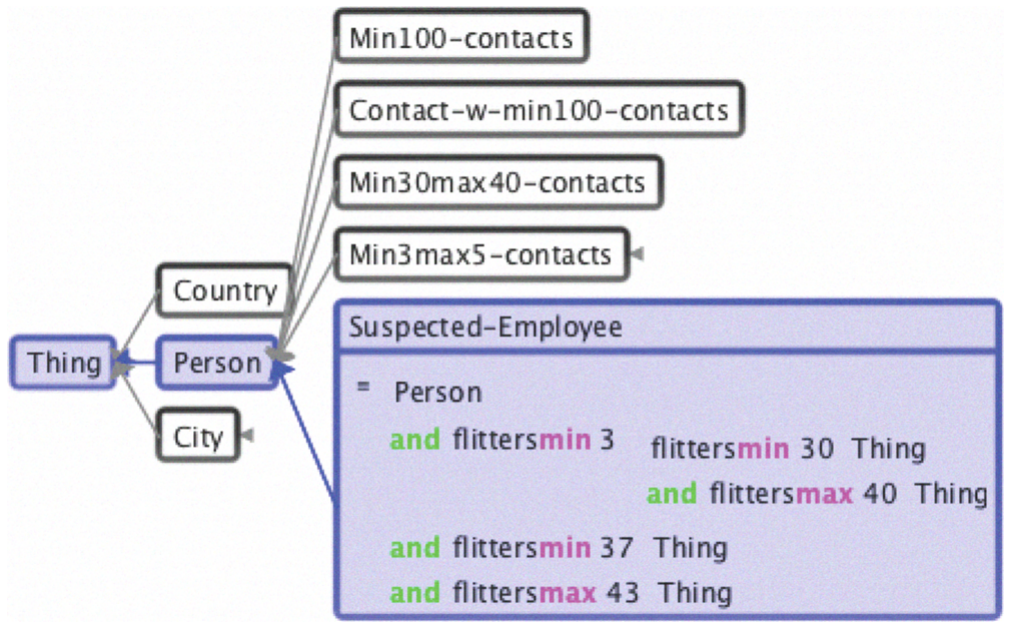 Min100-contacts
Contact-w-min100-contacts
Min30max40-contacts
Min3max5-contacts
Country
Thing
Person
City
Suspected-Employee
= Person
and flittersmin 3
flittersmin 30 Thing
and flittersmax 40 Thing
and flittersmin 37 Thing
and flittersmax 43 Thing